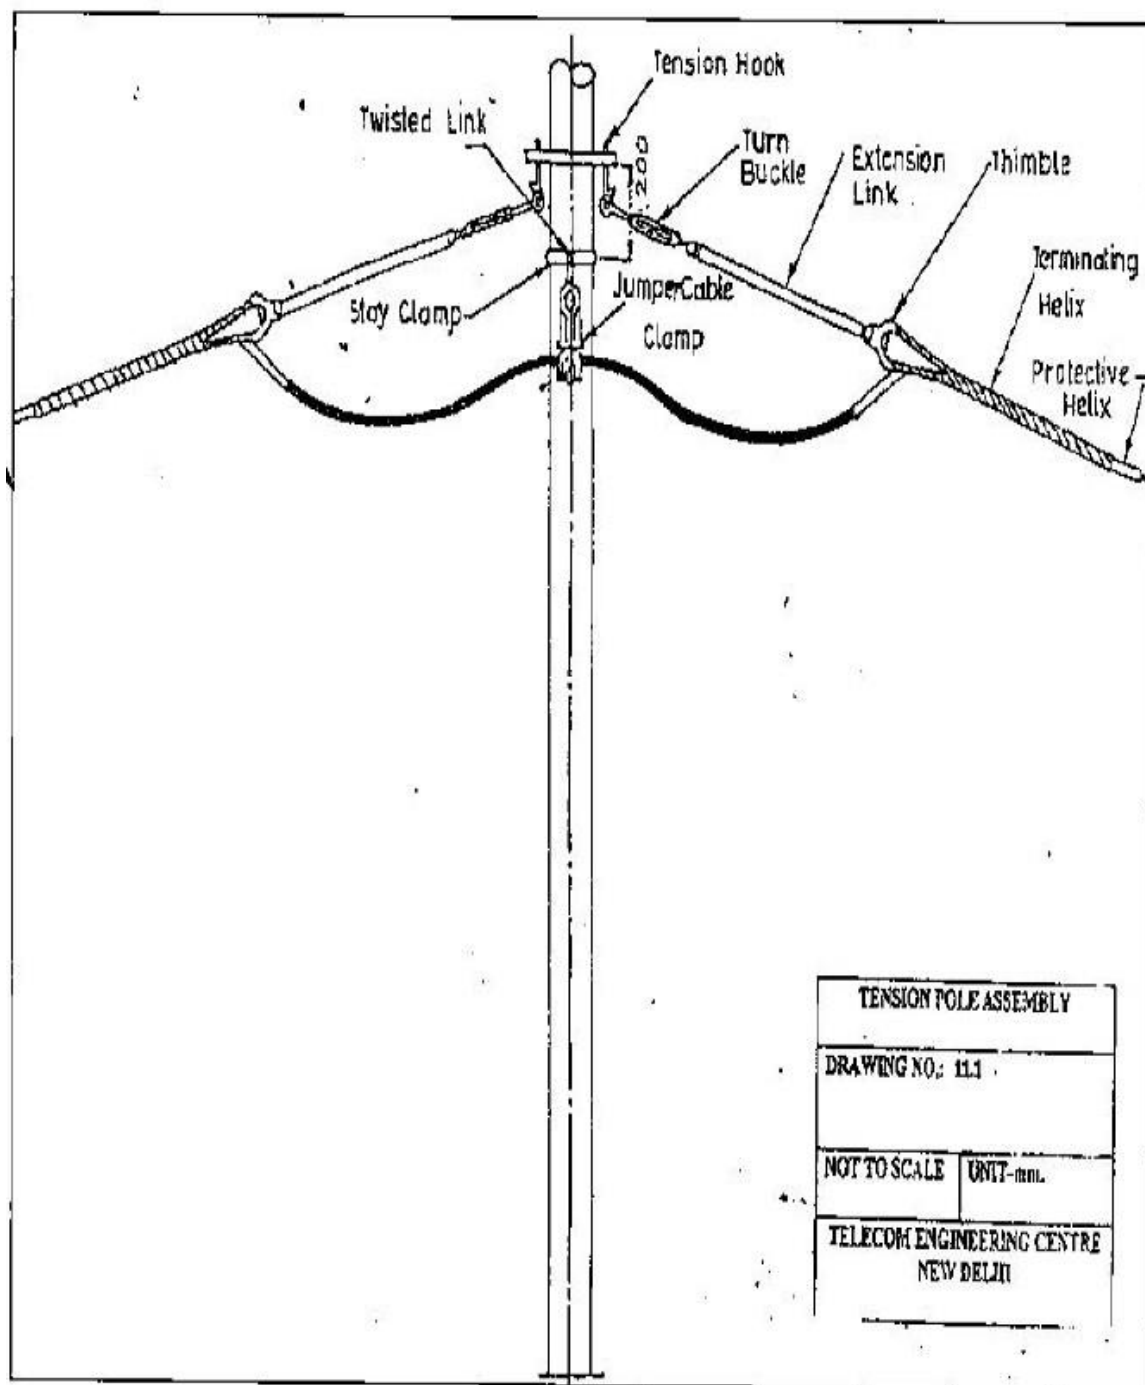 Tension Hook
Twisted Link
Turn
Buckle
Extension
Link
Thimble
200
Terminating
Helix
Stay Clamp
Jumper Cable
Clamp
Protective
Helix
TENSION POLE ASSEMBLY
DRAWING NO.: 11.1
NOT TO SCALE
UNIT-mm.
TELECOM ENGINEERING CENTRE
NEW DELHI